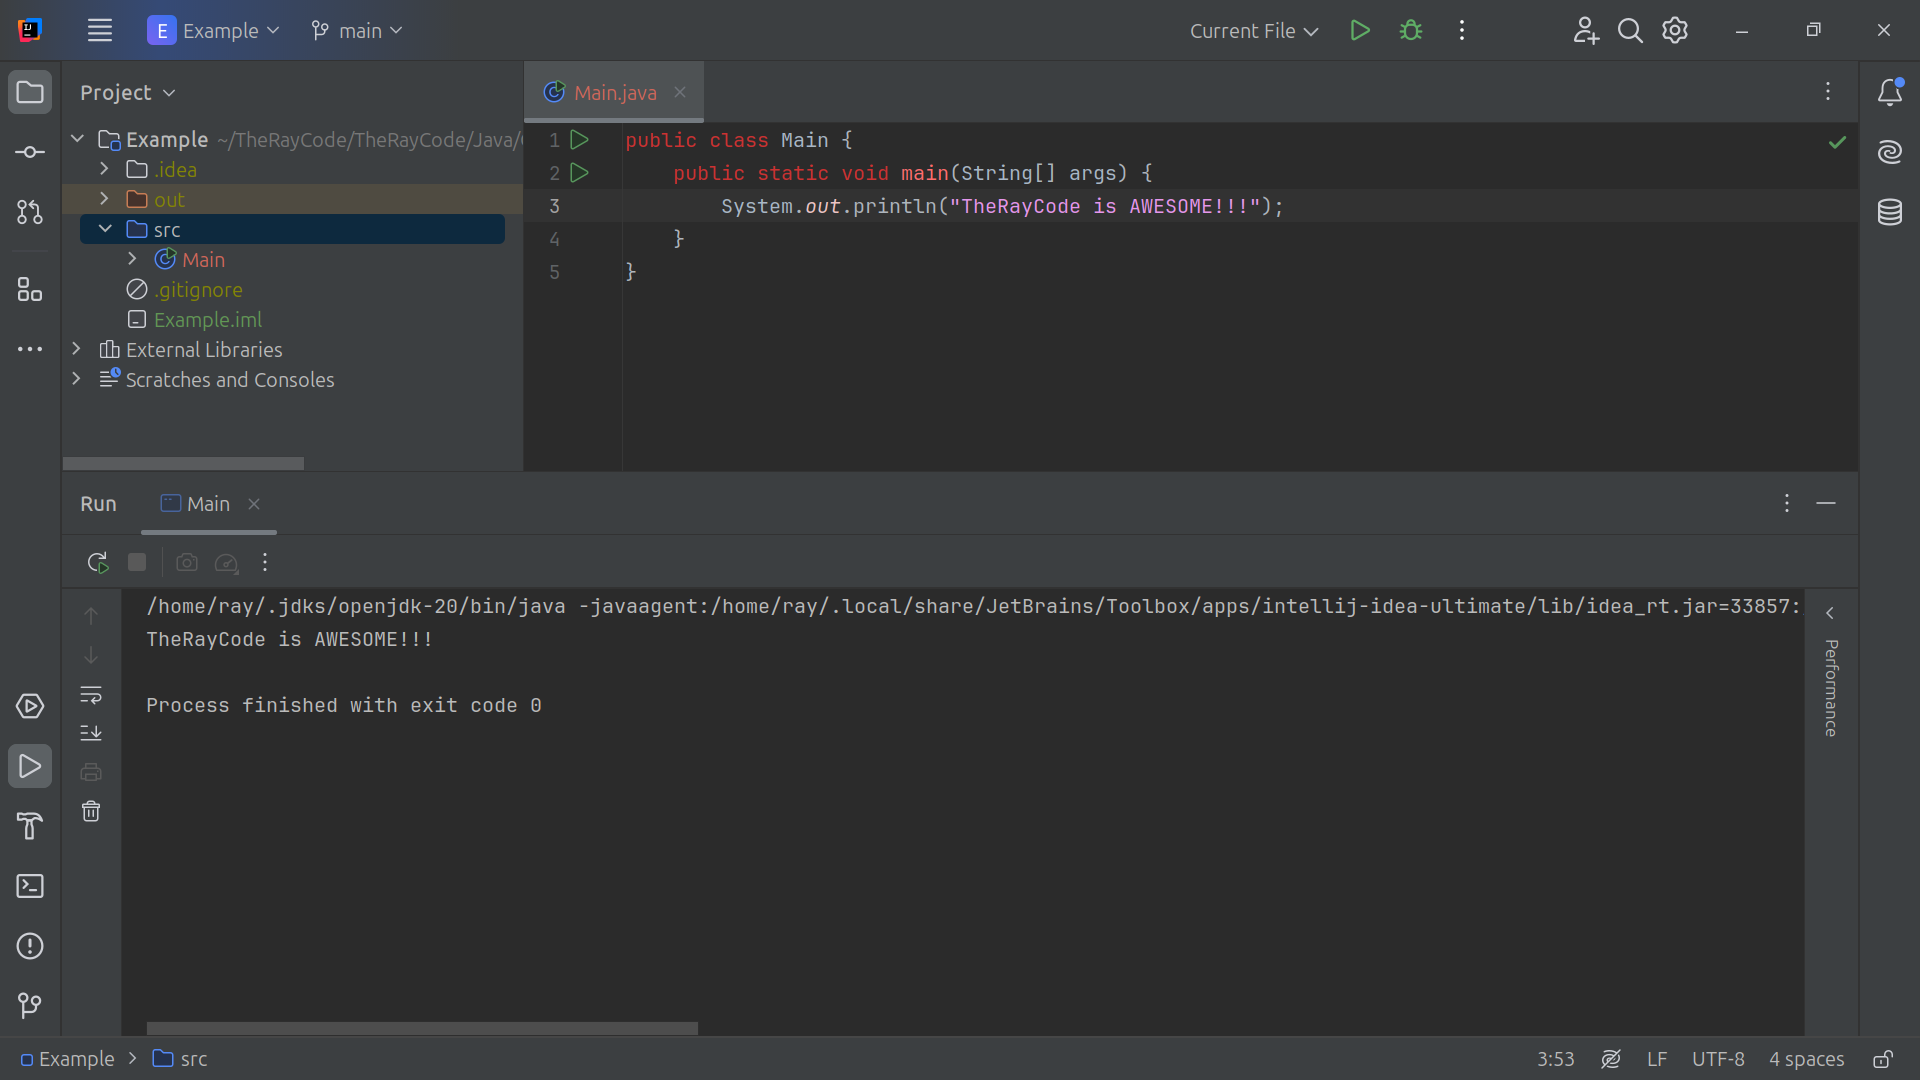 E Example main Current File
Project
Main.java
Example ~/TheRayCode/TheRayCode/Java/
.idea
out
src
Main
.gitignore
Example.iml
External Libraries
Scratches and Consoles
1 public class Main {
2 public static void main(String[] args) {
3 System.out.println("TheRayCode is AWESOME!!!");
4 }
5 }
Run Main
/home/ray/.jdks/openjdk-20/bin/java -javaagent:/home/ray/.local/share/JetBrains/Toolbox/apps/intellij-idea-ultimate/lib/idea_rt.jar=33857:
TheRayCode is AWESOME!!!
Process finished with exit code 0
Performance
Example src 3:53 LF UTF-8 4 spaces